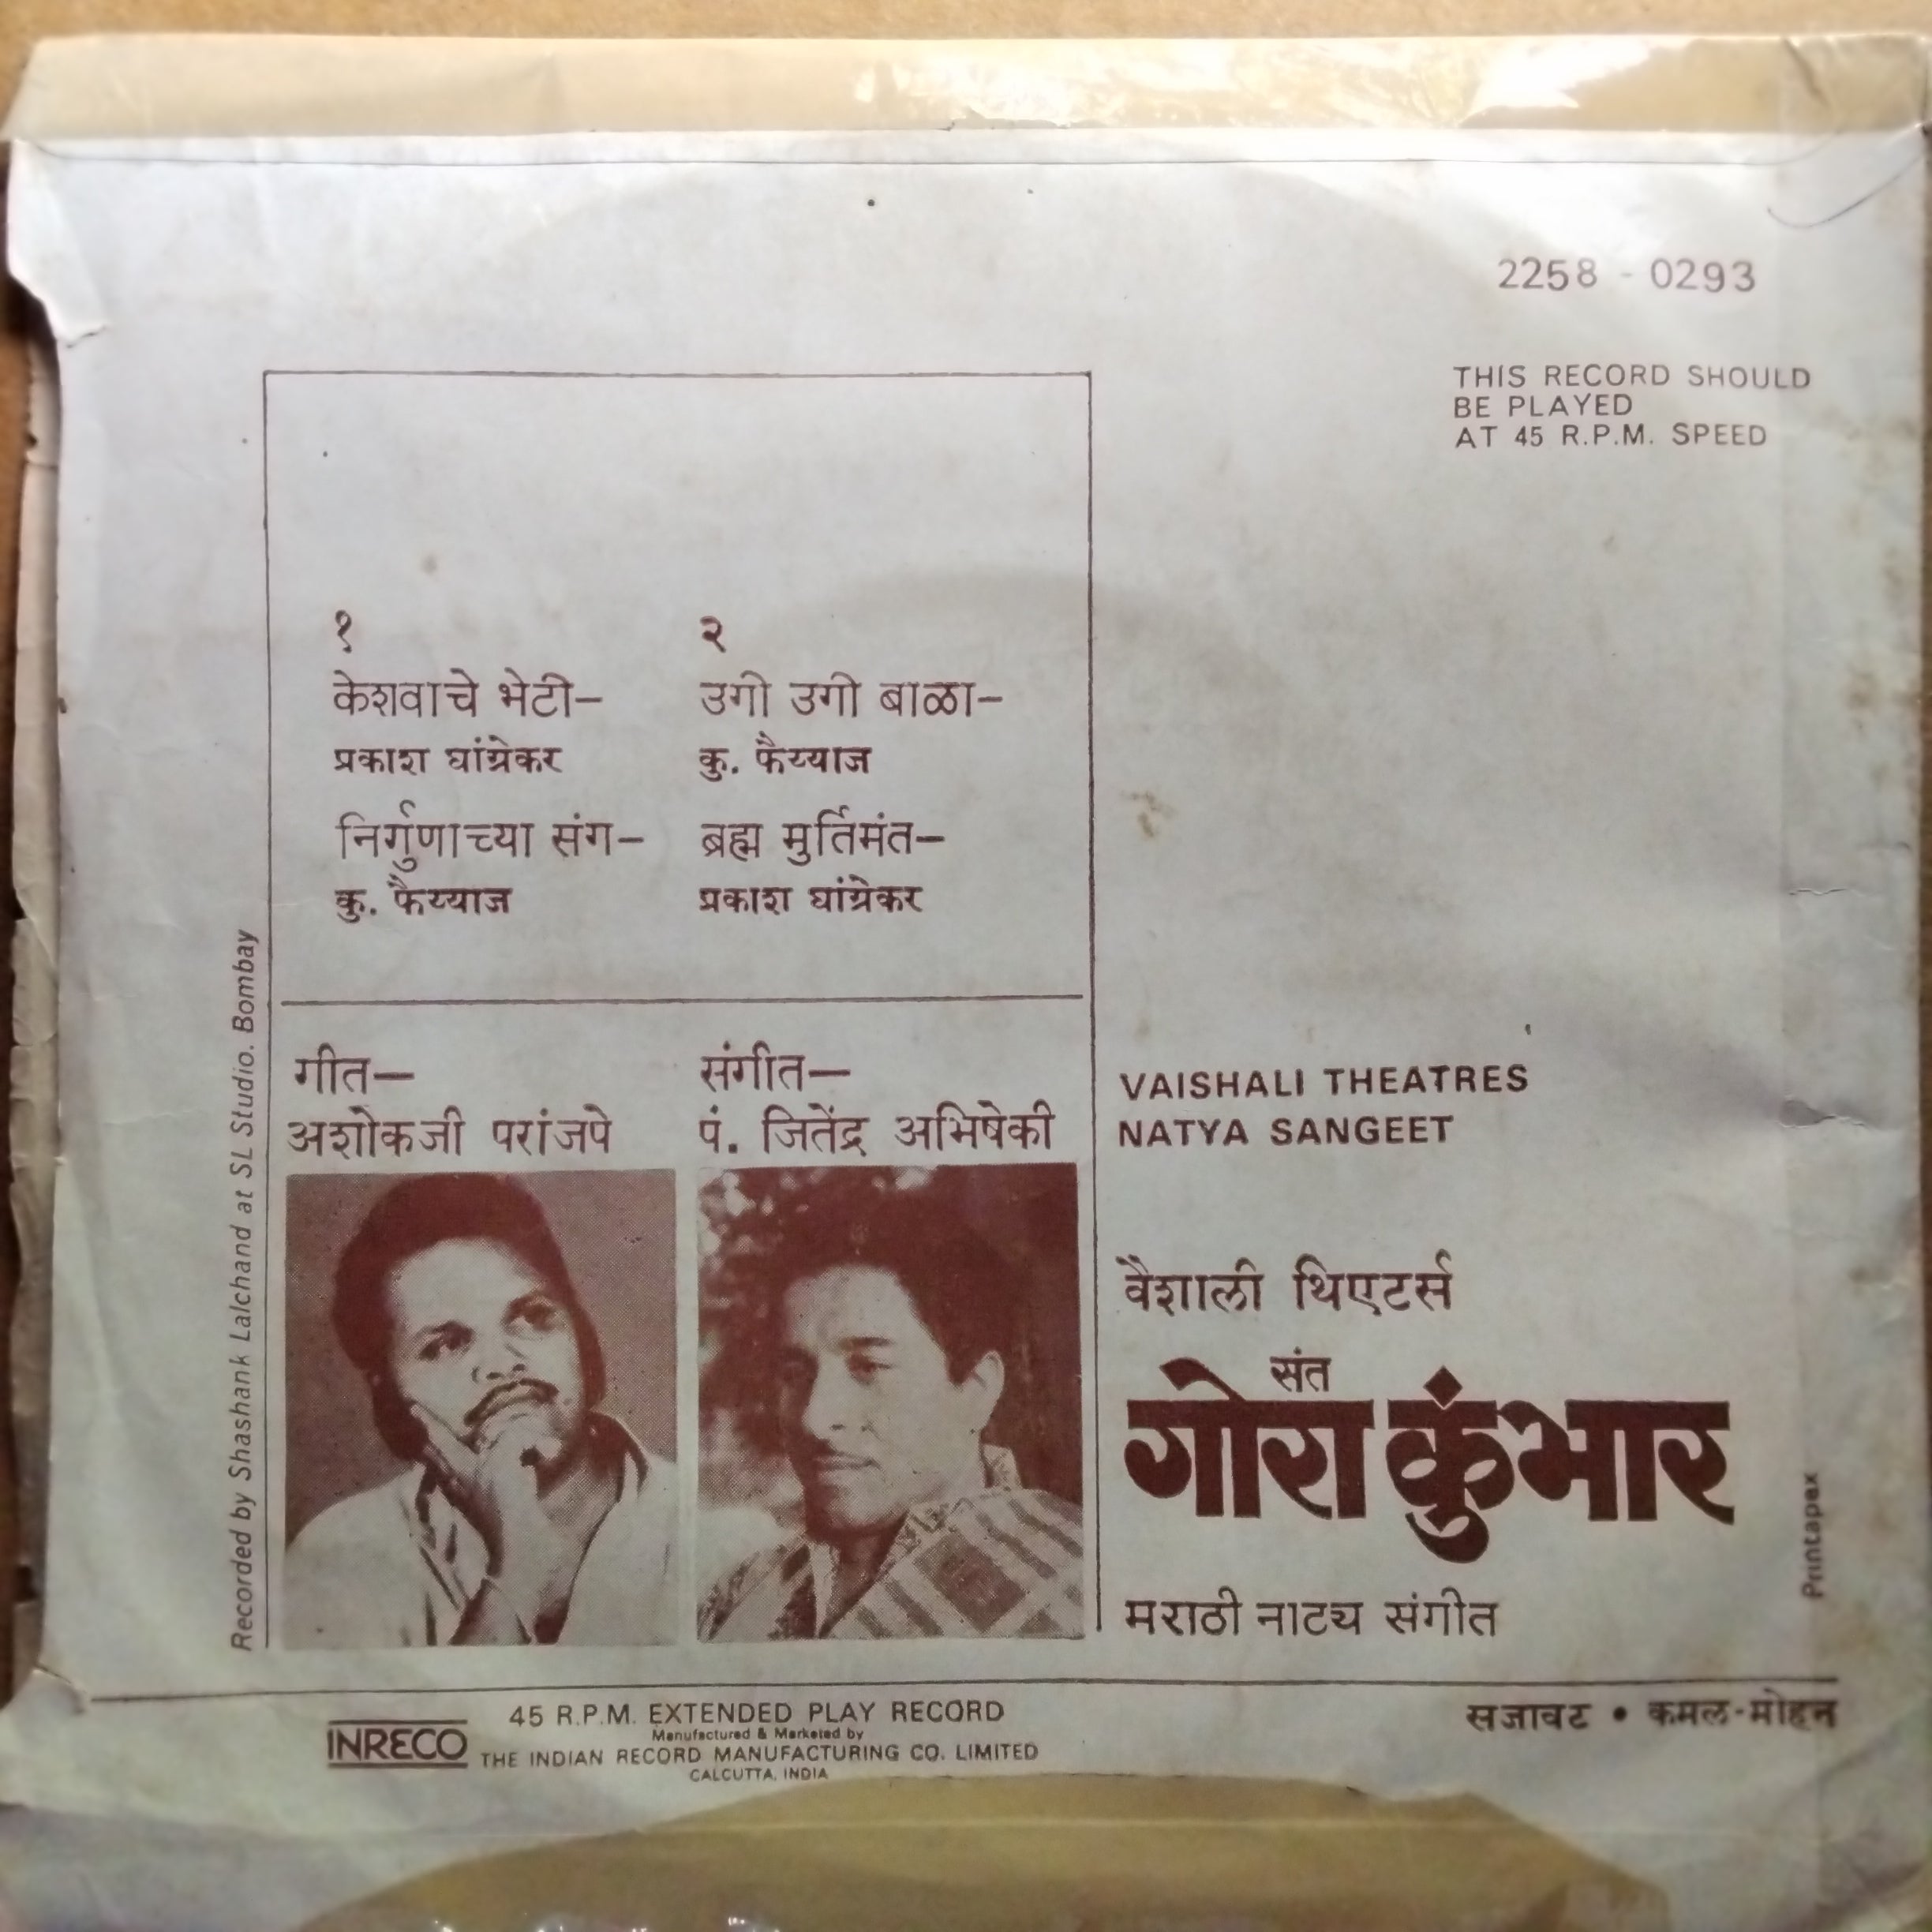 2258 - 0293
THIS RECORD SHOULD
BE PLAYED
AT 45 R.P.M. SPEED
१
केशवाचे भेटी–
प्रकाश घांग्रेकर
निर्गुणाच्या संग–
कु. फैय्याज
२
उगी उगी बाळा–
कु. फैय्याज
ब्रह्म मुर्तिमंत–
प्रकाश घांग्रेकर
Recorded by Shashank Lalchand at SL Studio. Bombay
गीत–
अशोकजी परांजपे
संगीत–
पं. जितेंद्र अभिषेकी
VAISHALI THEATRES
NATYA SANGEET
वैशाली थिएटर्स
संत
गोरा कुंभार
मराठी नाट्य संगीत
Printapax
INRECO
45 R.P.M. EXTENDED PLAY RECORD
Manufactured & Marketed by
THE INDIAN RECORD MANUFACTURING CO. LIMITED
CALCUTTA, INDIA
सजावट • कमल-मोहन